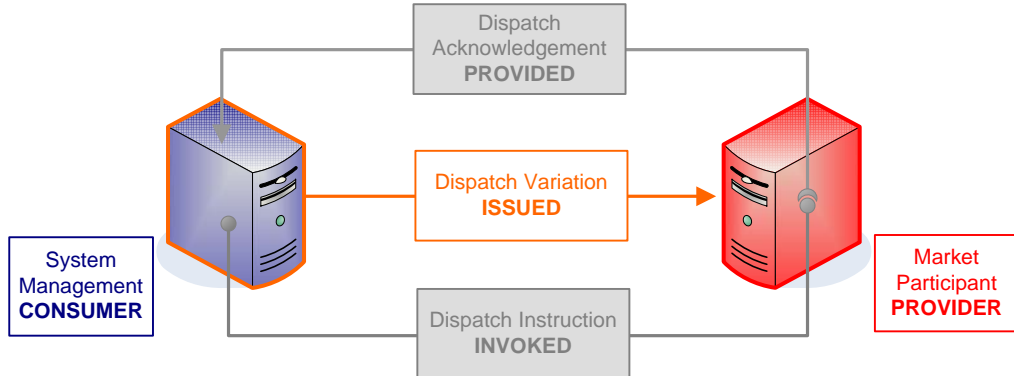 Dispatch
Acknowledgement
PROVIDED
Dispatch Variation
ISSUED
System
Management
CONSUMER
Market
Participant
PROVIDER
Dispatch Instruction
INVOKED